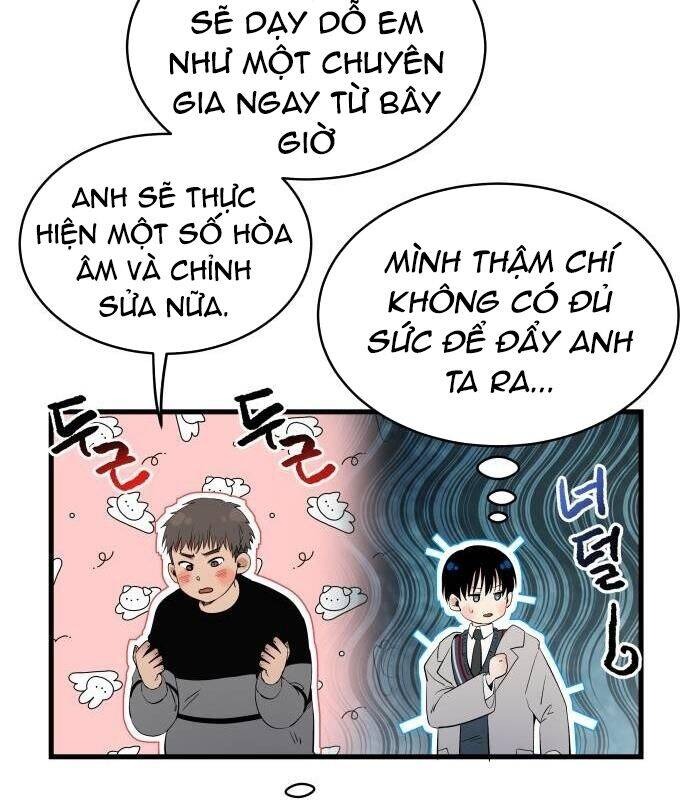 SẼ DẠY DỖ EM
NHƯ MỘT CHUYÊN
GIA NGAY TỪ BÂY
GIỜ
ANH SẼ THỰC
HIỆN MỘT SỐ HÒA
ÂM VÀ CHỈNH
SỬA NỮA.
MÌNH THẬM CHÍ
KHÔNG CÓ ĐỦ
SỨC ĐỂ ĐẨY ANH
TA RA...
두근
두근
너덜